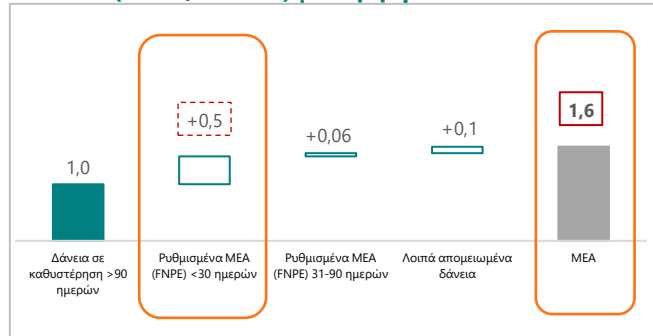 1,0
+0,5
+0,06
+0,1
1,6
Δάνεια σε
καθυστέρηση >90
ημερών
Ρυθμισμένα ΜΕΑ
(FNPE) <30 ημερών
Ρυθμισμένα ΜΕΑ
(FNPE) 31-90 ημερών
Λοιπά απομειωμένα
δάνεια
ΜΕΑ